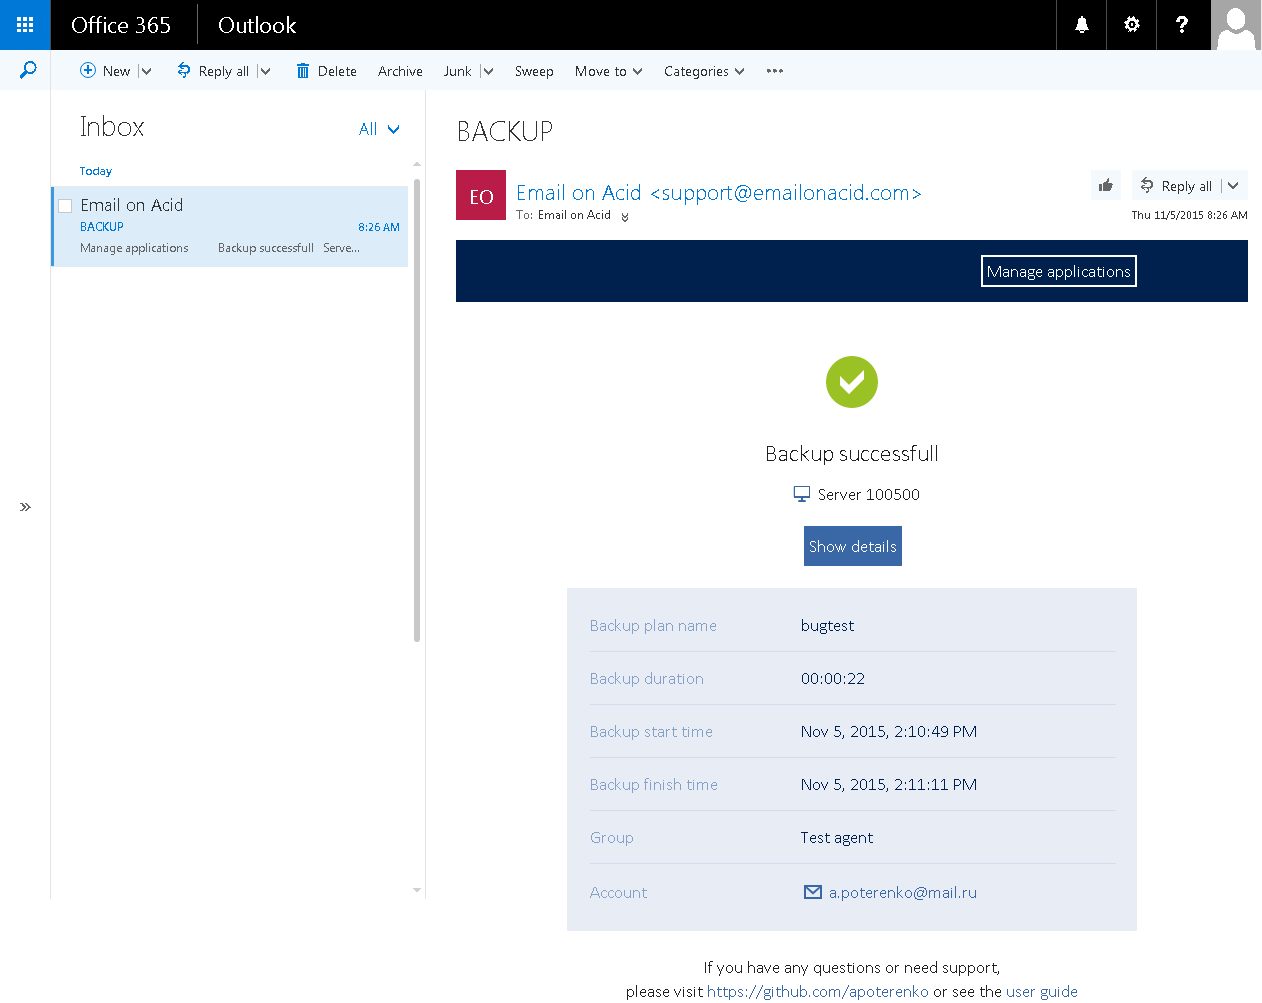 Office 365 Outlook ?
New Reply all Delete Archive Junk Sweep Move to Categories
Inbox All
Today
Email on Acid
BACKUP 8:26 AM
Manage applications Backup successfull Serve...
BACKUP
EO
Email on Acid <support@emailonacid.com>
To: Email on Acid
Reply all
Thu 11/5/2015 8:26 AM
Manage applications
Backup successfull
Server 100500
Show details
Backup plan name bugtest
Backup duration 00:00:22
Backup start time Nov 5, 2015, 2:10:49 PM
Backup finish time Nov 5, 2015, 2:11:11 PM
Group Test agent
Account a.poterenko@mail.ru
If you have any questions or need support,
please visit https://github.com/apoterenko or see the user guide